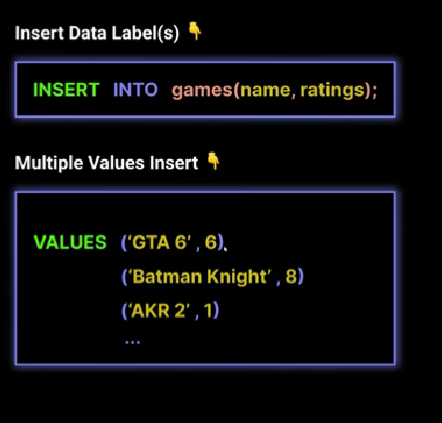 Insert Data Label(s) 👇
INSERT INTO games(name, ratings);
Multiple Values Insert 👇
VALUES (‘GTA 6’ , 6),
(‘Batman Knight’ , 8)
(‘AKR 2’ , 1)
...